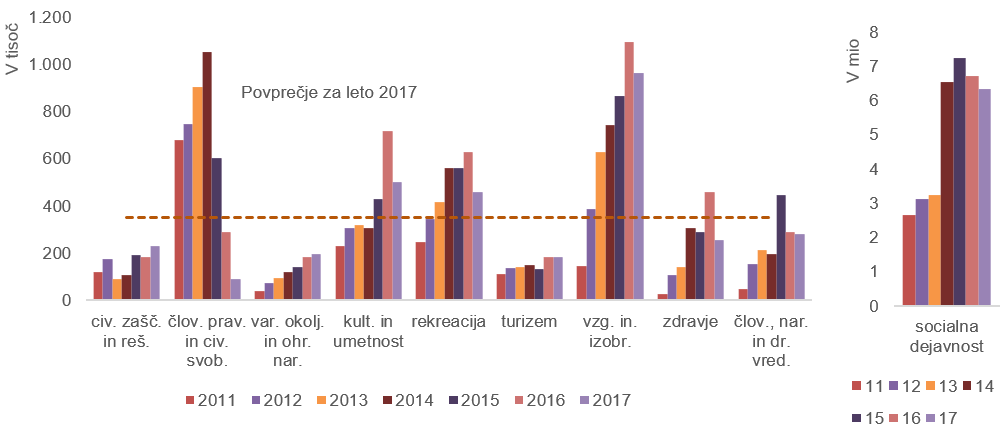 V tisoč
1.200
1.000
800
600
400
200
0
Povprečje za leto 2017
civ. zašč. in reš.
člov. prav. in civ. svob.
var. okolj. in ohr. nar.
kult. in umetnost
rekreacija
turizem
vzg. in. izobr.
zdravje
člov., nar. in dr. vred.
2011 2012 2013 2014 2015 2016 2017
V mio
8
7
6
5
4
3
2
1
0
socialna
dejavnost
11 12 13 14
15 16 17